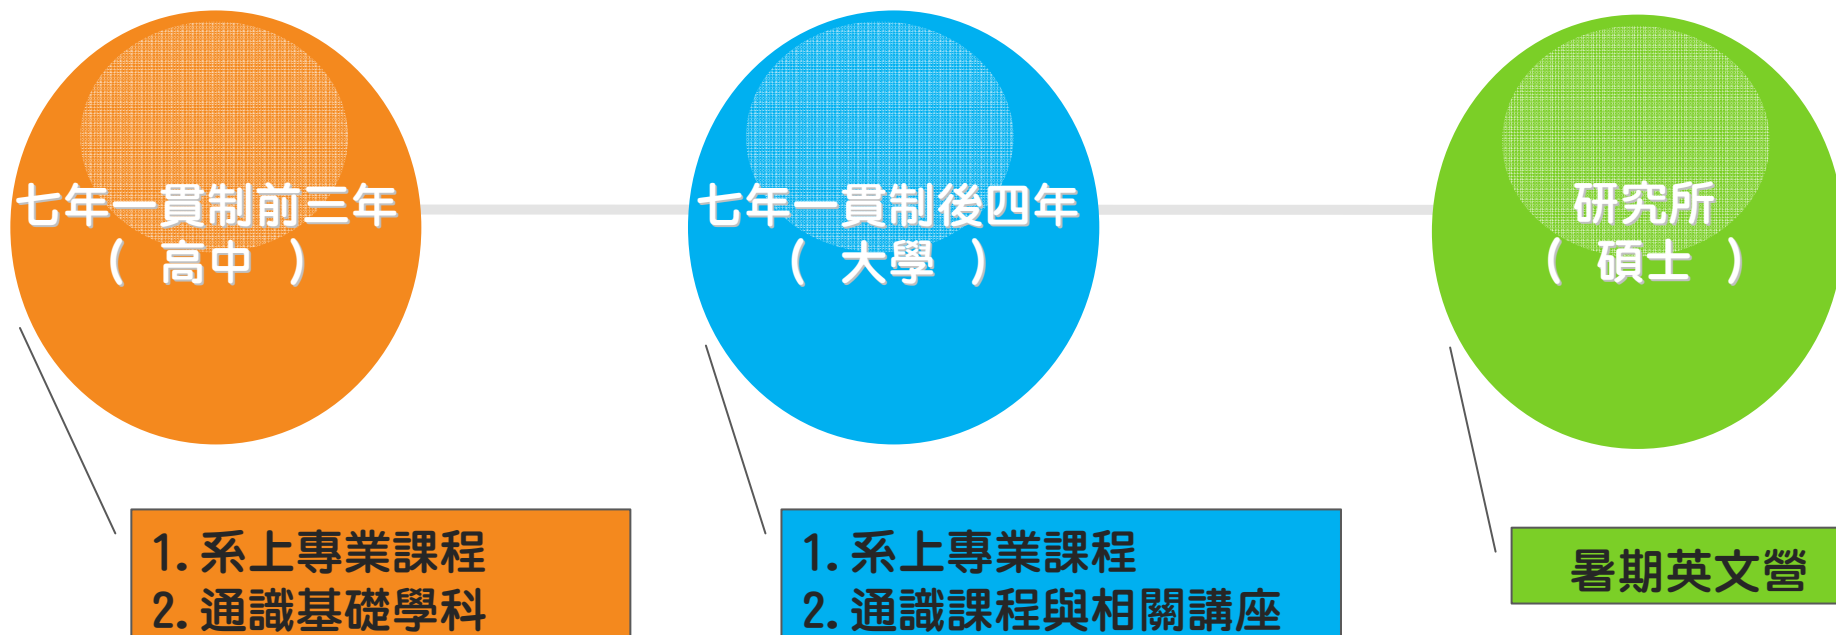 七年一貫制前三年
( 高中 )
七年一貫制後四年
( 大學 )
研究所
( 碩士 )
1.系上專業課程
2.通識基礎學科
1.系上專業課程
2.通識課程與相關講座
暑期英文營